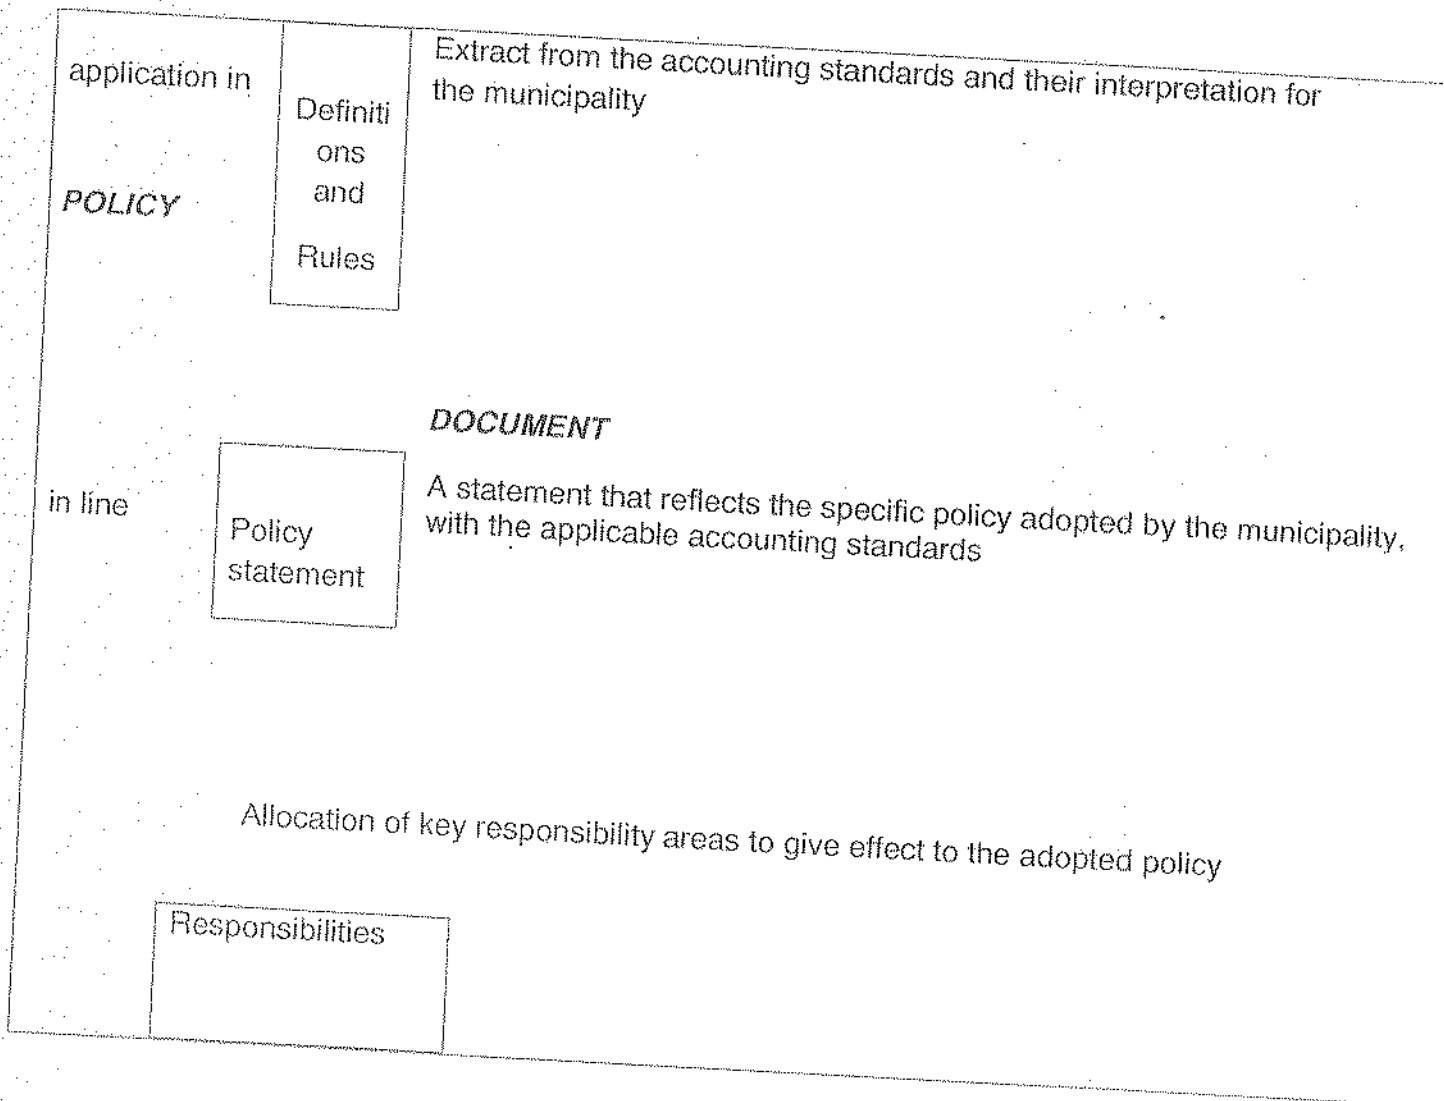 Extract from the accounting standards and their interpretation for
application in
the municipality
Definiti
ons
and
POLICY
Rules
DOCUMENT
A statement that reflects the specific policy adopted by the municipality,
in line
with the applicable accounting standards
Policy
statement
Allocation of key responsibility areas to give effect to the adopted policy
Responsibilities